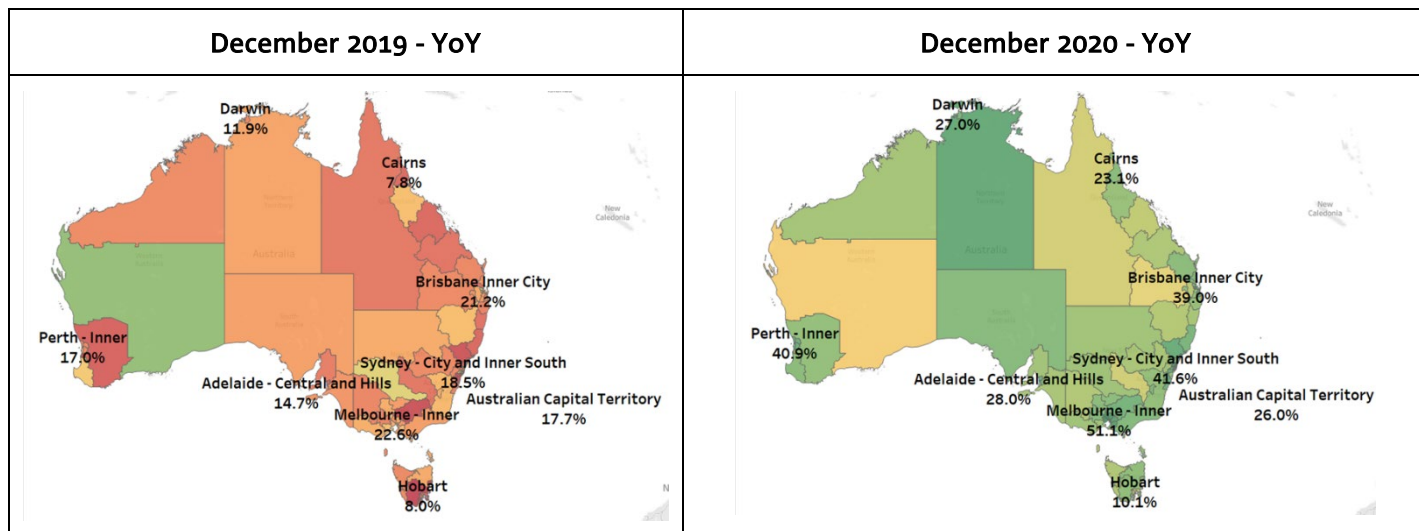 December 2019 - YoY
December 2020 - YoY
Darwin
11.9%
Cairns
7.8%
New
Caledonia
Australia
Brisbane Inner City
21.2%
Perth - Inner
17.0%
Sydney - City and Inner South
18.5%
Adelaide - Central and Hills
14.7%
Australian Capital Territory
17.7%
Melbourne - Inner
22.6%
Hobart
8.0%
N
Darwin
27.0%
Cairns
23.1%
New
Caledonia
Australia
Brisbane Inner City
39.0%
Perth - Inner
40.9%
Sydney - City and Inner South
41.6%
Adelaide - Central and Hills
28.0%
Australian Capital Territory
26.0%
Melbourne - Inner
51.1%
Hobart
10.1%